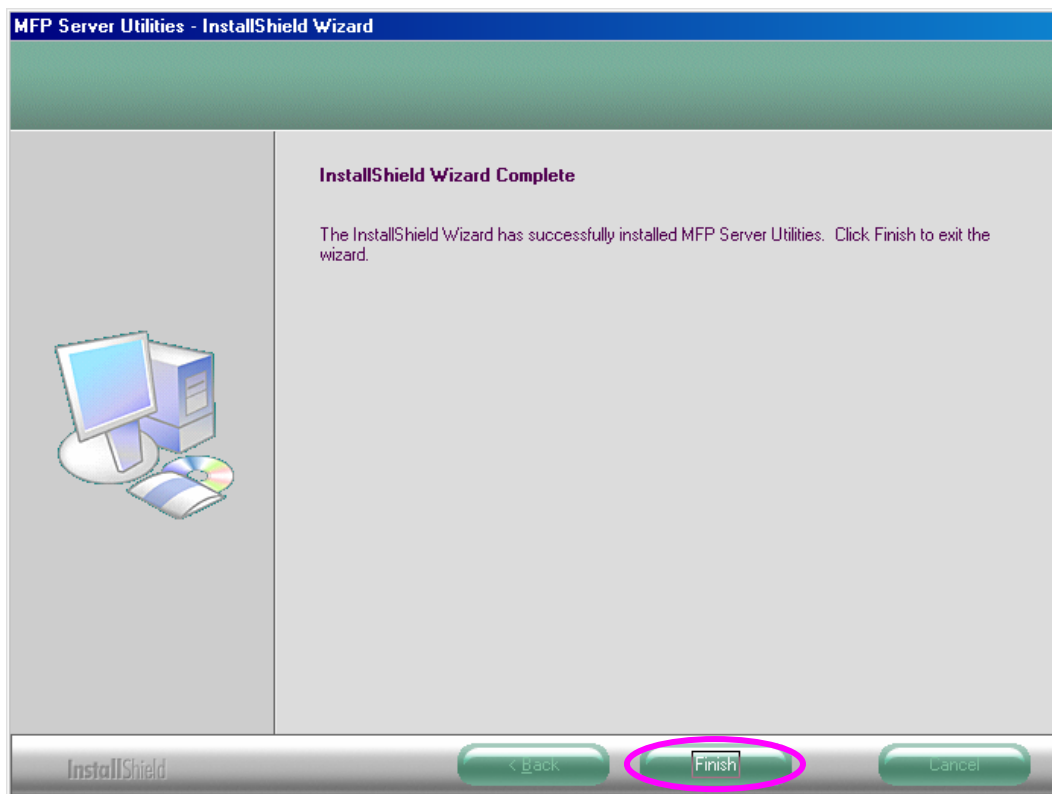 MFP Server Utilities - InstallShield Wizard
InstallShield Wizard Complete
The InstallShield Wizard has successfully installed MFP Server Utilities.  Click Finish to exit the
wizard.
InstallShield
< Back
Finish
Cancel